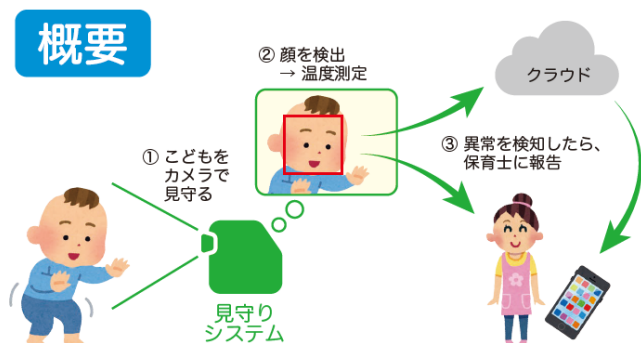 概要
① こどもを
カメラで
見守る
② 顔を検出
→ 温度測定
クラウド
③ 異常を検知したら、
保育士に報告
見守り
システム